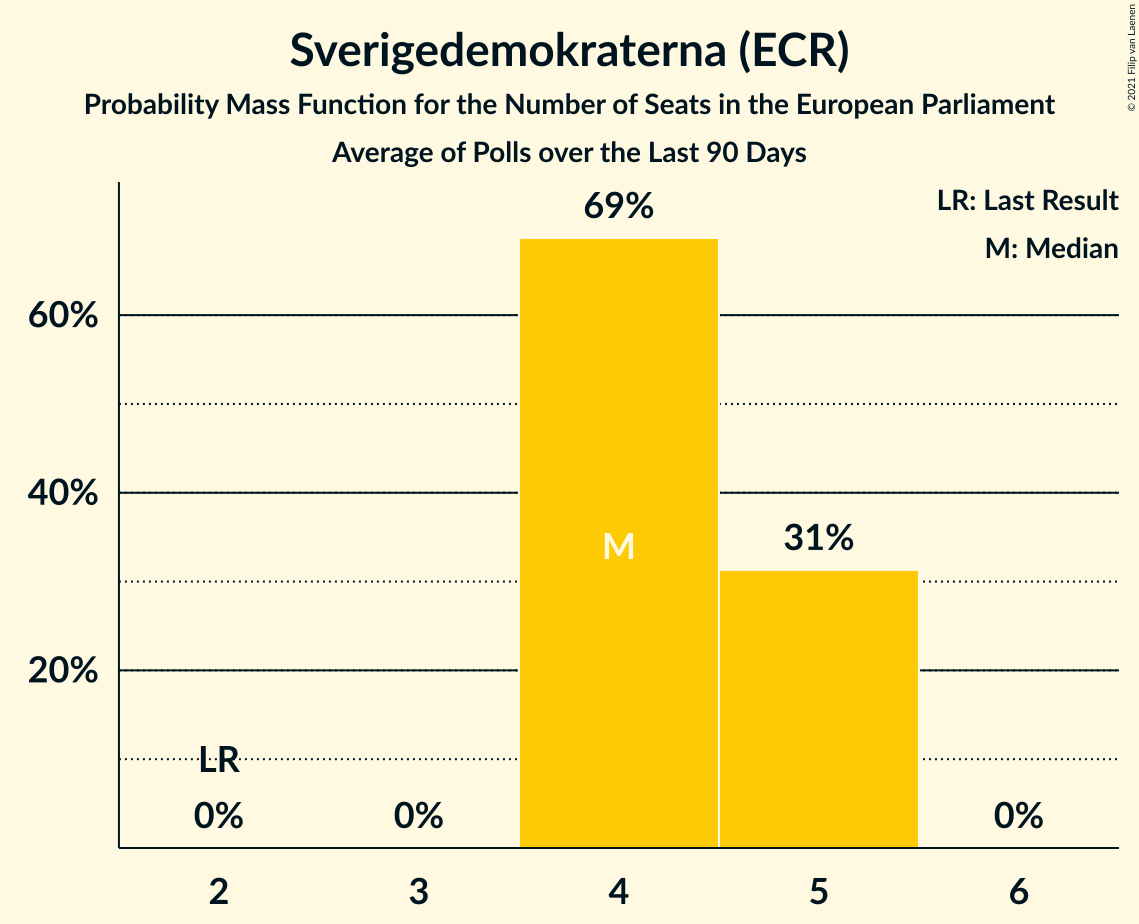 Sverigedemokraterna (ECR)
Probability Mass Function for the Number of Seats in the European Parliament
Average of Polls over the Last 90 Days
© 2021 Filip van Laenen
LR: Last Result
M: Median
69%
60%
40%
31%
M
20%
LR
0%
0%
0%
2
3
4
5
6